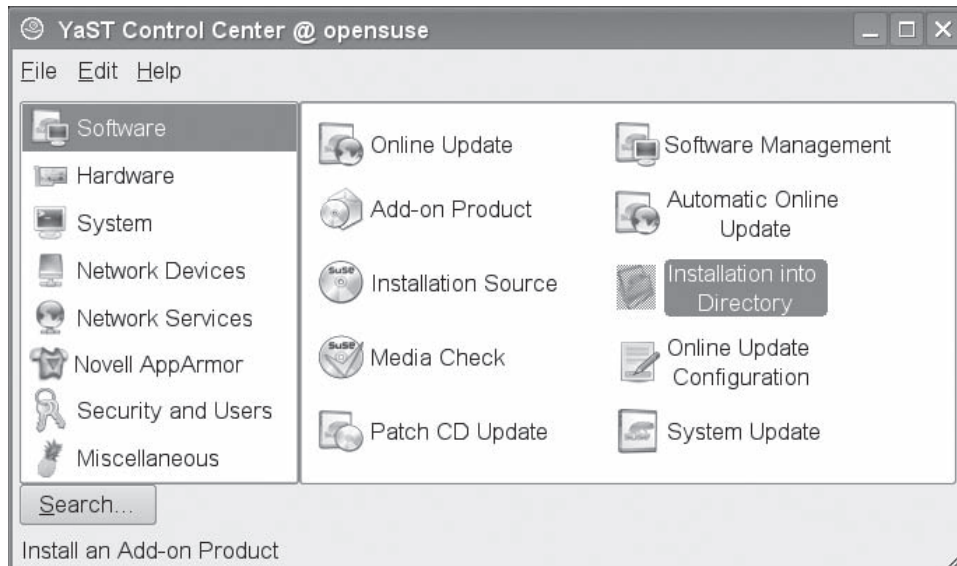 YaST Control Center @ opensuse
File Edit Help
Software
Hardware
System
Network Devices
Network Services
Novell AppArmor
Security and Users
Miscellaneous
Online Update
Software Management
Add-on Product
Automatic Online
Update
Installation Source
Installation into
Directory
Media Check
Online Update
Configuration
Patch CD Update
System Update
Search...
Install an Add-on Product
SUSE
SUSE